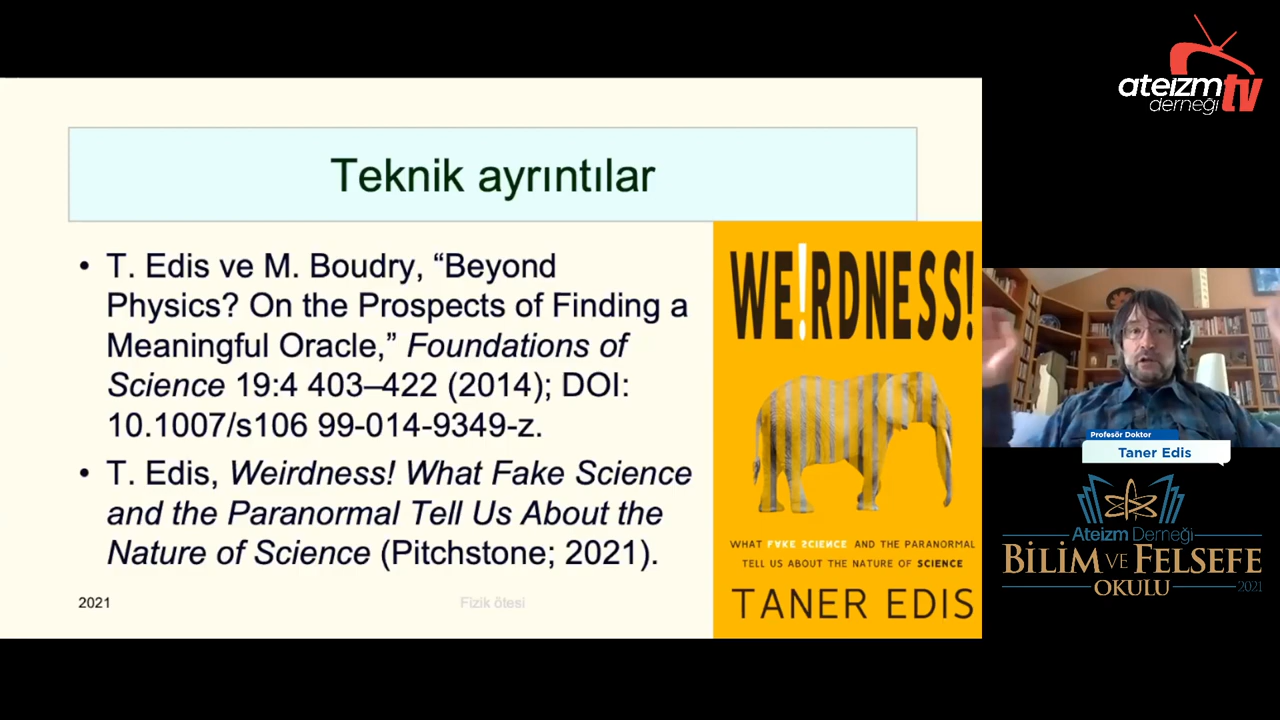 ateizm
derneği
tv
Teknik ayrıntılar
• T. Edis ve M. Boudry, “Beyond
Physics? On the Prospects of Finding a
Meaningful Oracle,” Foundations of
Science 19:4 403–422 (2014); DOI:
10.1007/s106 99-014-9349-z.
• T. Edis, Weirdness! What Fake Science
and the Paranormal Tell Us About the
Nature of Science (Pitchstone; 2021).
2021
Fizik ötesi
WE!RDNESS!
WHAT FAKE SCIENCE AND THE PARANORMAL
TELL US ABOUT THE NATURE OF SCIENCE
TANER EDIS
Profesör Doktor
Taner Edis
Ateizm Derneği
BİLİM VE FELSEFE
OKULU
2021